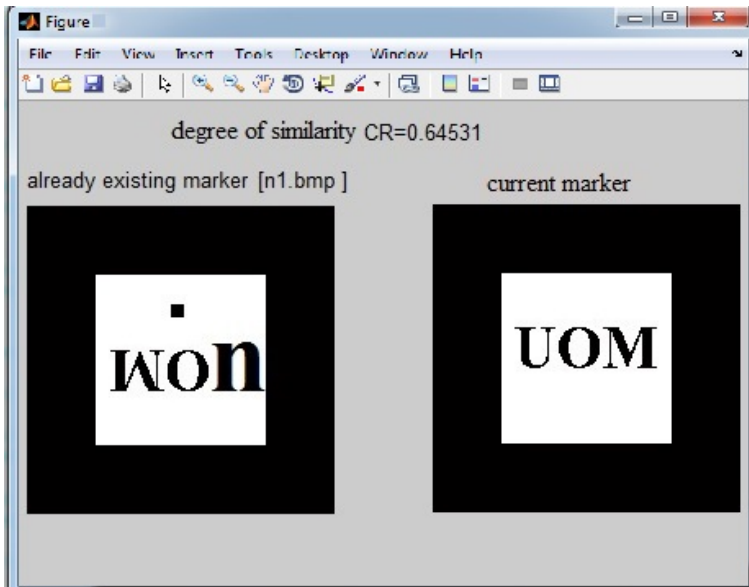 Figure
File Edit View Insert Tools Desktop Window Help
degree of similarity CR=0.64531
already existing marker [n1.bmp ]
current marker
uOM
UOM